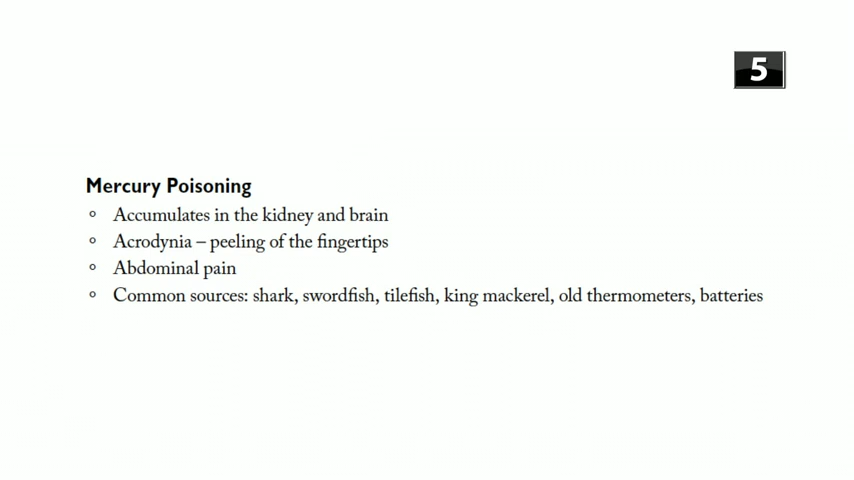 5
Mercury Poisoning
° Accumulates in the kidney and brain
° Acrodynia – peeling of the fingertips
° Abdominal pain
° Common sources: shark, swordfish, tilefish, king mackerel, old thermometers, batteries